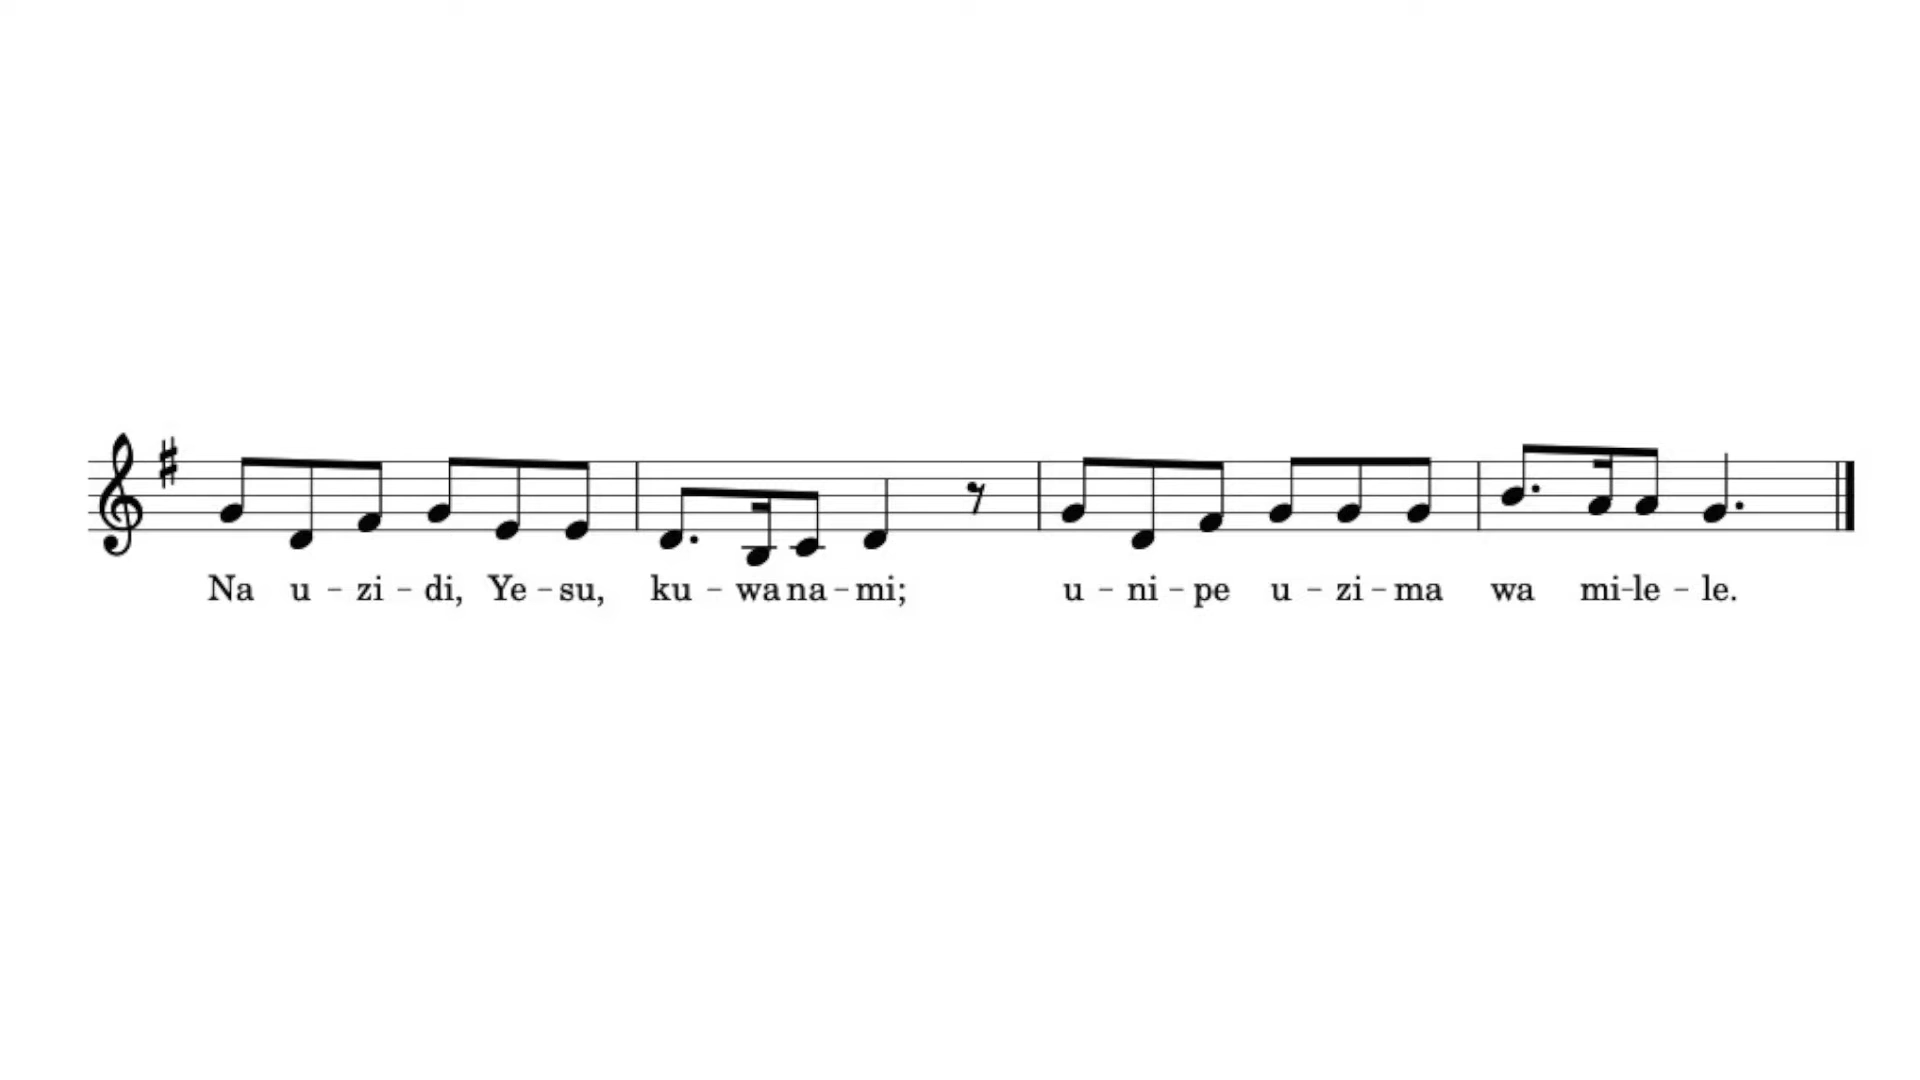 Na u - zi - di, Ye - su, ku - wa na - mi; u - ni - pe u - zi - ma wa mi-le - le.